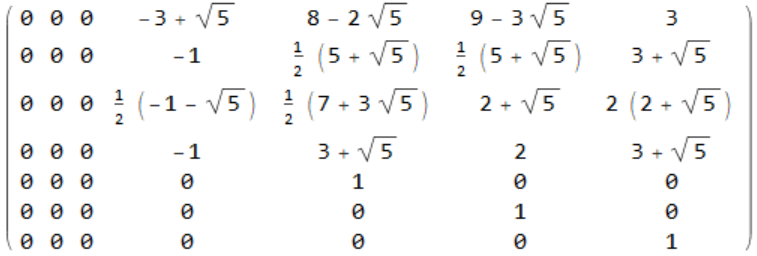 0 0 0 -3 + √5 8 - 2 √5 9 - 3 √5 3
0 0 0 -1 1/2 (5 + √5) 1/2 (5 + √5) 3 + √5
0 0 0 1/2 (-1 - √5) 1/2 (7 + 3 √5) 2 + √5 2 (2 + √5)
0 0 0 -1 3 + √5 2 3 + √5
0 0 0 0 1 0 0
0 0 0 0 0 1 0
0 0 0 0 0 0 1